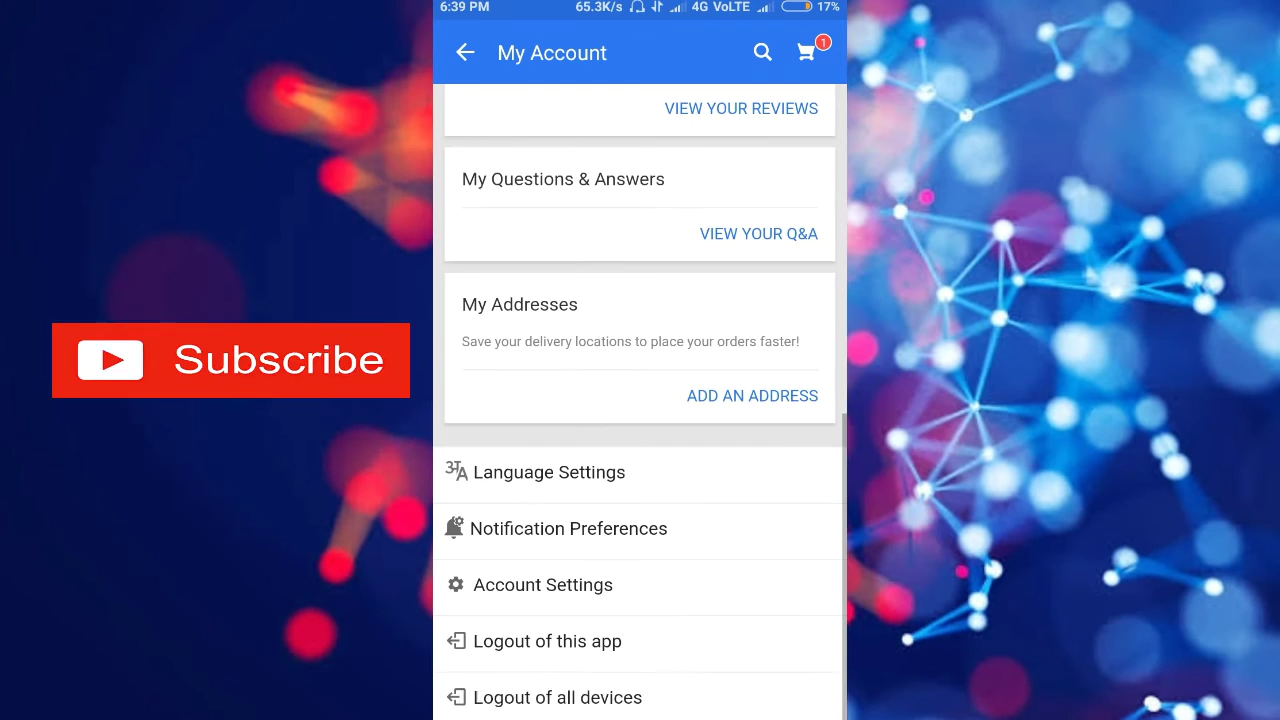 6:39 PM 65.3K/s 4G VoLTE 17%
My Account 1
VIEW YOUR REVIEWS
My Questions & Answers
VIEW YOUR Q&A
Subscribe
My Addresses
Save your delivery locations to place your orders faster!
ADD AN ADDRESS
Language Settings
Notification Preferences
Account Settings
Logout of this app
Logout of all devices